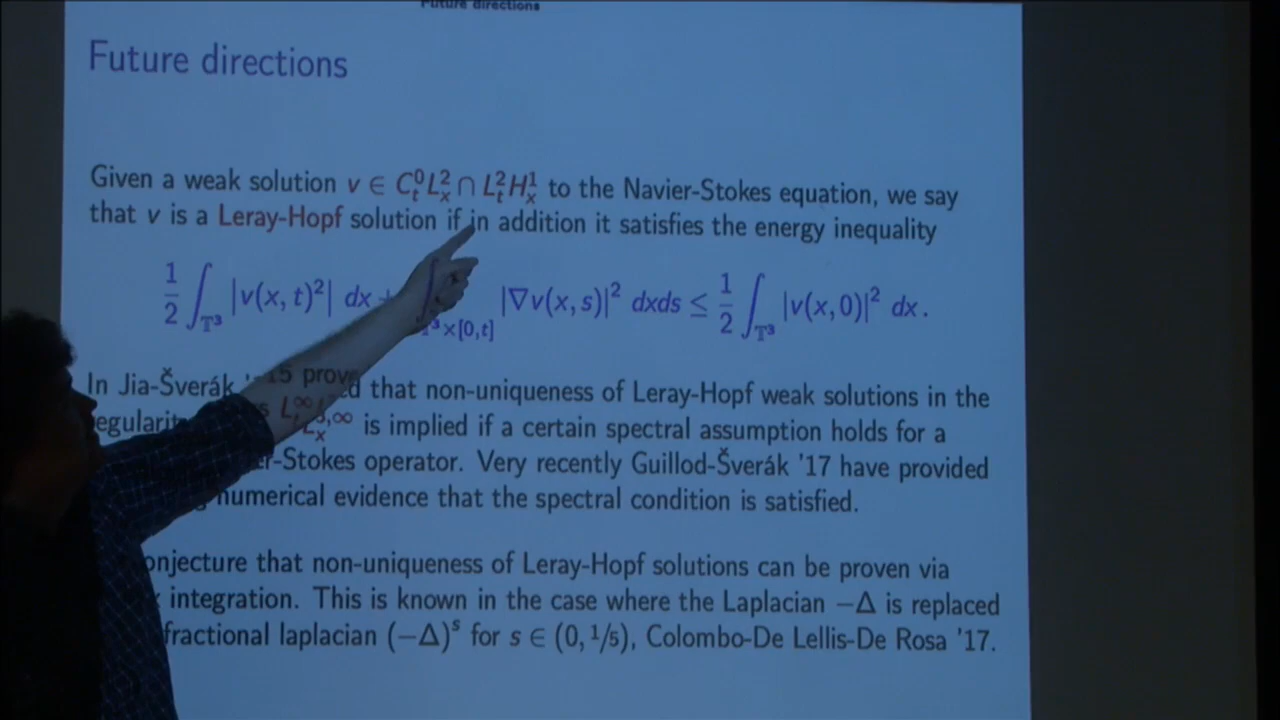 Future directions
Future directions
Given a weak solution v ∈ C⁰ₜL²ₓ ∩ L²ₜH¹ₓ to the Navier-Stokes equation, we say
that v is a Leray-Hopf solution if in addition it satisfies the energy inequality
1/2 ∫_𝕋³ |v(x, t)²| dx + ∫ ×[0,t] |∇v(x, s)|² dxds ≤ 1/2 ∫_𝕋³ |v(x, 0)|² dx .
In Jia-Šverák '15 proved that non-uniqueness of Leray-Hopf weak solutions in the
is implied if a certain spectral assumption holds for a
-Stokes operator. Very recently Guillod-Šverák '17 have provided
numerical evidence that the spectral condition is satisfied.
onjecture that non-uniqueness of Leray-Hopf solutions can be proven via
integration. This is known in the case where the Laplacian −Δ is replaced
fractional laplacian (−Δ)ˢ for s ∈ (0, 1/5), Colombo-De Lellis-De Rosa '17.